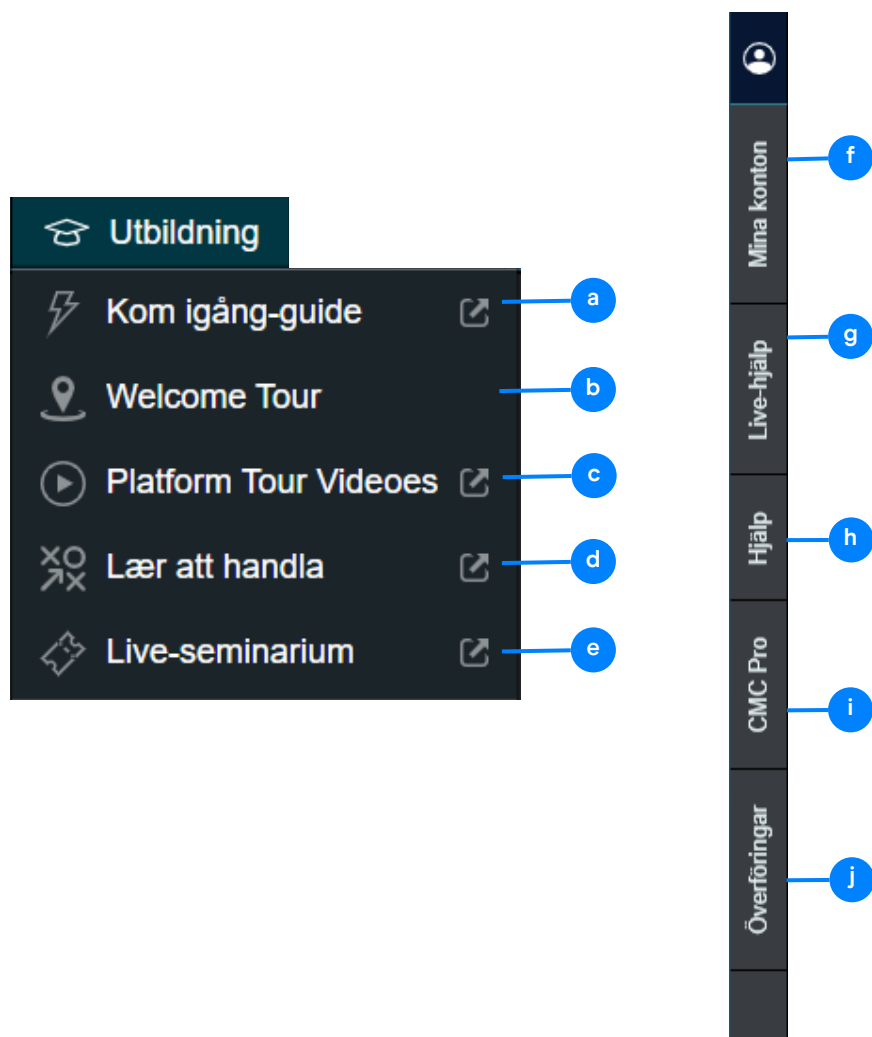 Utbildning
Kom igång-guide
a
Welcome Tour
b
Platform Tour Videoes
c
Lær att handla
d
Live-seminarium
e
Mina konton
f
Live-hjälp
g
Hjälp
h
CMC Pro
i
Överföringar
j